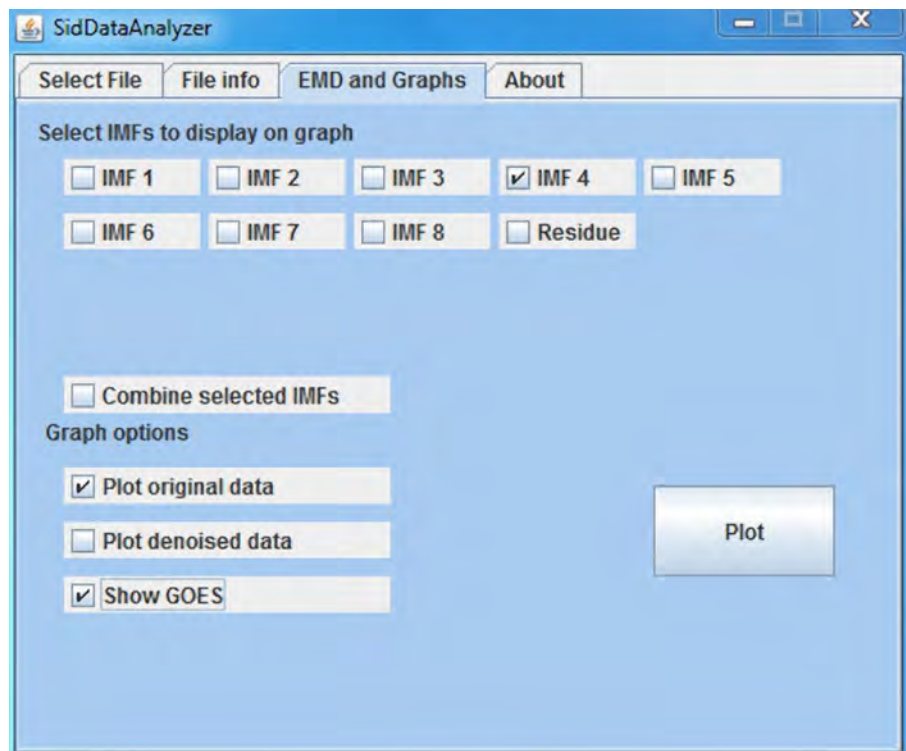 SidDataAnalyzer
Select File File info EMD and Graphs About
Select IMFs to display on graph
IMF 1 IMF 2 IMF 3 IMF 4 IMF 5
IMF 6 IMF 7 IMF 8 Residue
Combine selected IMFs
Graph options
Plot original data
Plot denoised data
Plot
Show GOES